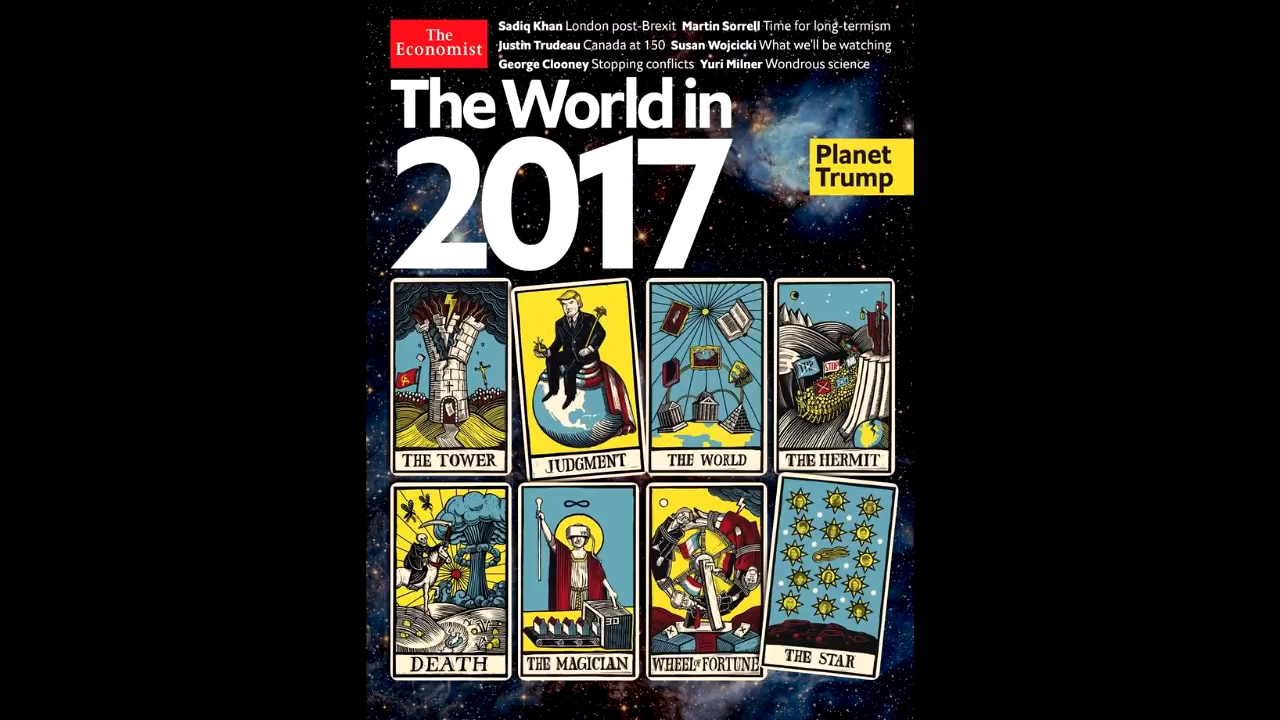 The
Economist
Sadiq Khan London post-Brexit Martin Sorrell Time for long-termism
Justin Trudeau Canada at 150 Susan Wojcicki What we'll be watching
George Clooney Stopping conflicts Yuri Milner Wondrous science
The World in
2017
Planet
Trump
THE TOWER
JUDGMENT
THE WORLD
THE HERMIT
STOP
DEATH
THE MAGICIAN
3D
WHEEL OF FORTUNE
THE STAR